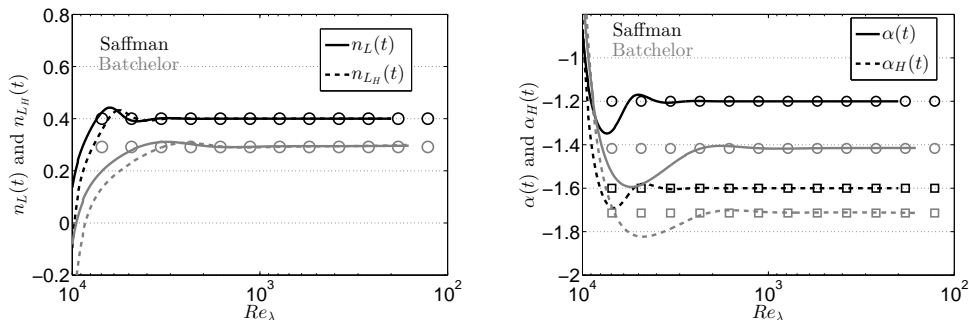 0.8
0.6
0.4
0.2
0
−0.2
n_L(t) and n_{L_H}(t)
Saffman
Batchelor
n_L(t)
n_{L_H}(t)
10^4
10^3
10^2
Re_λ
−1
−1.2
−1.4
−1.6
−1.8
−2
α(t) and α_H(t)
Saffman
Batchelor
α(t)
α_H(t)
10^4
10^3
10^2
Re_λ